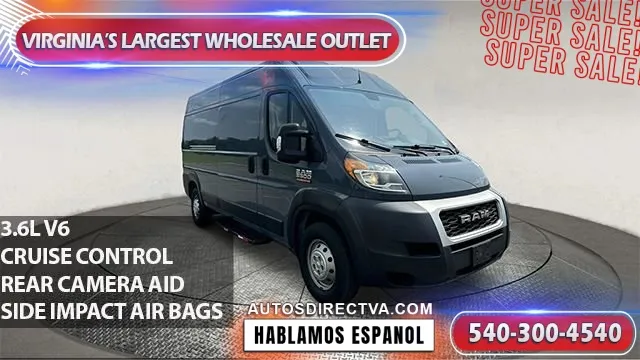 VIRGINIA'S LARGEST WHOLESALE OUTLET
SUPER SALE!
SUPER SALE!
SUPER SALE!
RAM
3.6L V6
CRUISE CONTROL
REAR CAMERA AID
SIDE IMPACT AIR BAGS
AUTOSDIRECTVA.COM
HABLAMOS ESPANOL
540-300-4540